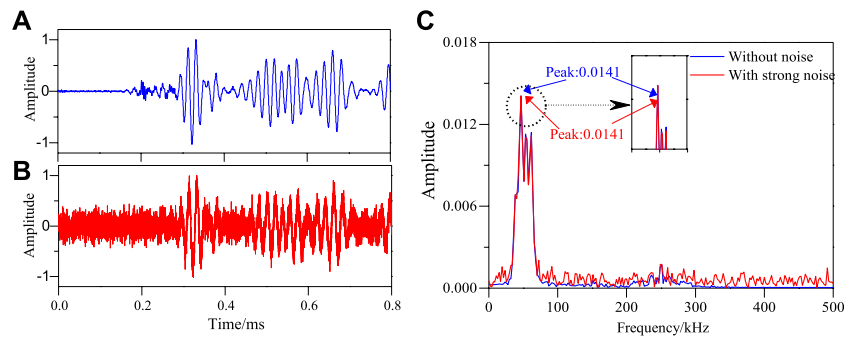 A
1
0
-1
Amplitude
B
1
0
-1
Amplitude
0.0
0.2
0.4
0.6
0.8
Time/ms
C
0.018
0.012
0.006
0.000
Amplitude
Peak:0.0141
Peak:0.0141
Without noise
With strong noise
0
100
200
300
400
500
Frequency/kHz